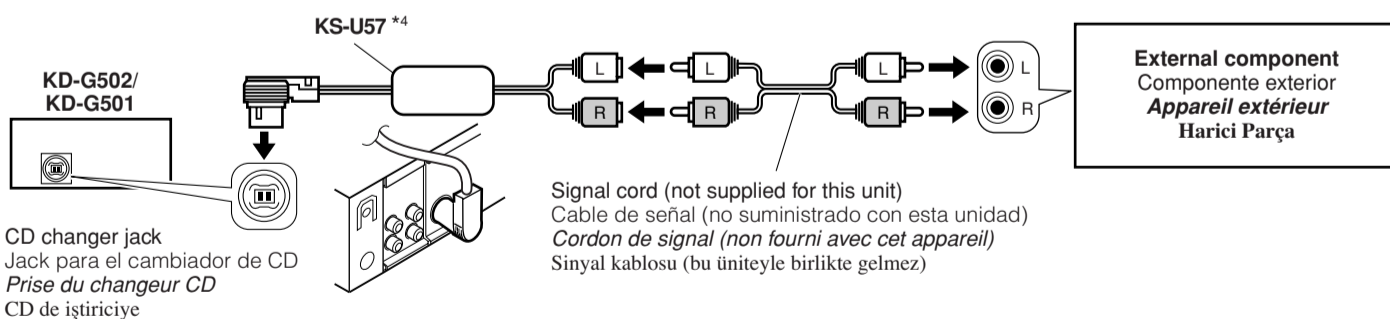 KS-U57 *4
KD-G502/
KD-G501
L
L
L
L
R
R
R
R
External component
Componente exterior
Appareil extérieur
Harici Parça
Signal cord (not supplied for this unit)
Cable de señal (no suministrado con esta unidad)
Cordon de signal (non fourni avec cet appareil)
Sinyal kablosu (bu üniteyle birlikte gelmez)
CD changer jack
Jack para el cambiador de CD
Prise du changeur CD
CD de iştiriciye